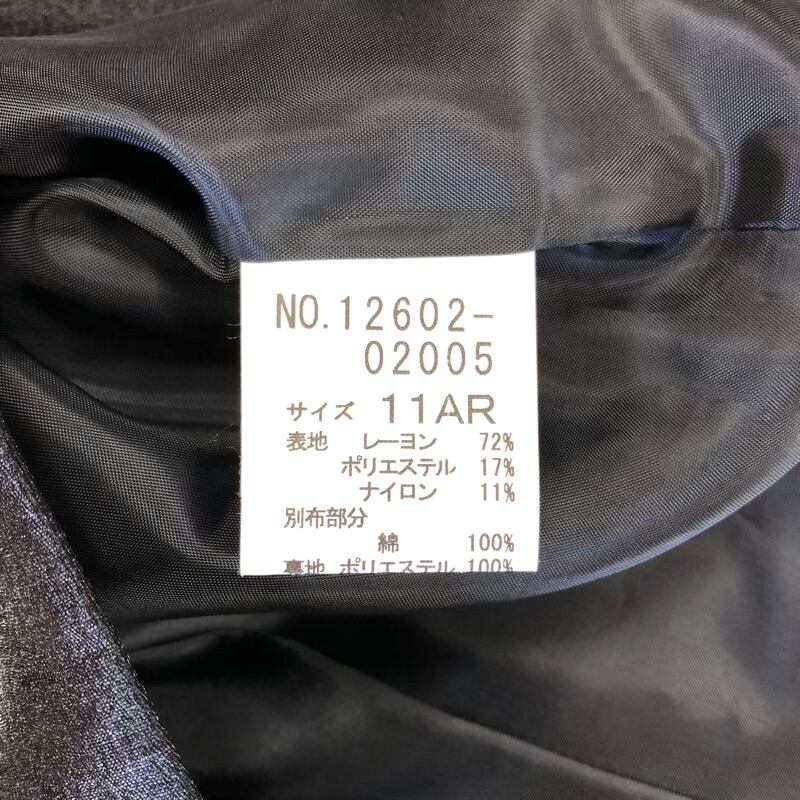 NO.12602-
02005
サイズ 11AR
表地 レーヨン 72%
ポリエステル 17%
ナイロン 11%
別布部分
綿 100%
裏地 ポリエステル 100%